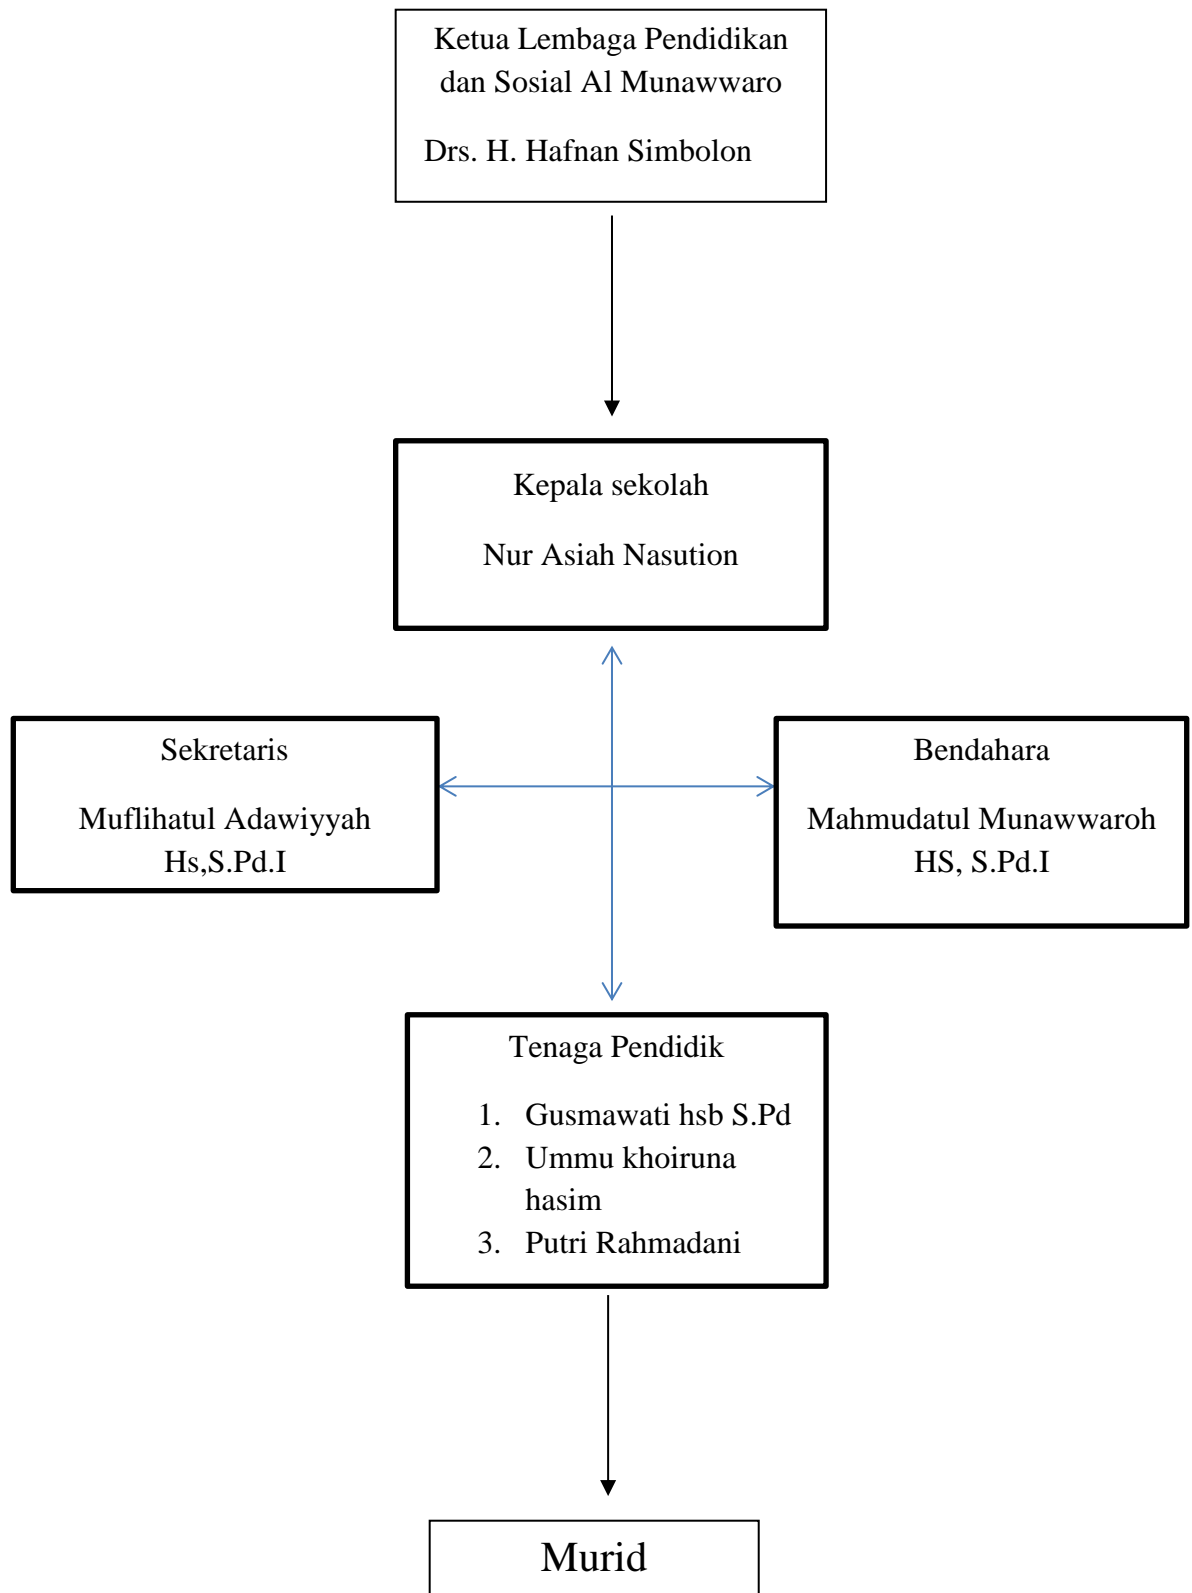 Ketua Lembaga Pendidikan
dan Sosial Al Munawwaro
Drs. H. Hafnan Simbolon
Kepala sekolah
Nur Asiah Nasution
Sekretaris
Muflihatul Adawiyyah
Hs,S.Pd.I
Bendahara
Mahmudatul Munawwaroh
HS, S.Pd.I
Tenaga Pendidik
1. Gusmawati hsb S.Pd
2. Ummu khoiruna
hasim
3. Putri Rahmadani
Murid